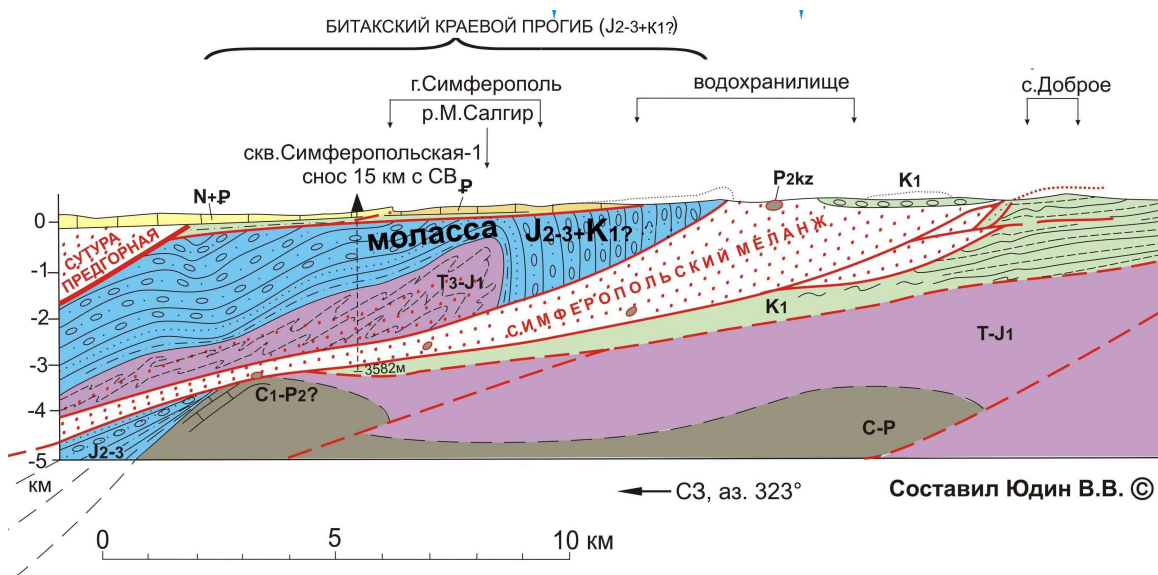 БИТАКСКИЙ КРАЕВОЙ ПРОГИБ (J2-3+K1?)
г.Симферополь
водохранилище
с.Доброе
р.М.Салгир
скв.Симферопольская-1
снос 15 км с СВ
N+₽
₽
P2kz
K1
0
-1
-2
-3
-4
-5
км
СУТУРА
ПРЕДГОРНАЯ
моласса J2-3+K1?
T3-J1
СИМФЕРОПОЛЬСКИЙ МЕЛАНЖ
K1
T-J1
3582м
C1-P2?
C-P
J2-3
СЗ, аз. 323°
Составил Юдин В.В. ©
0 5 10 км